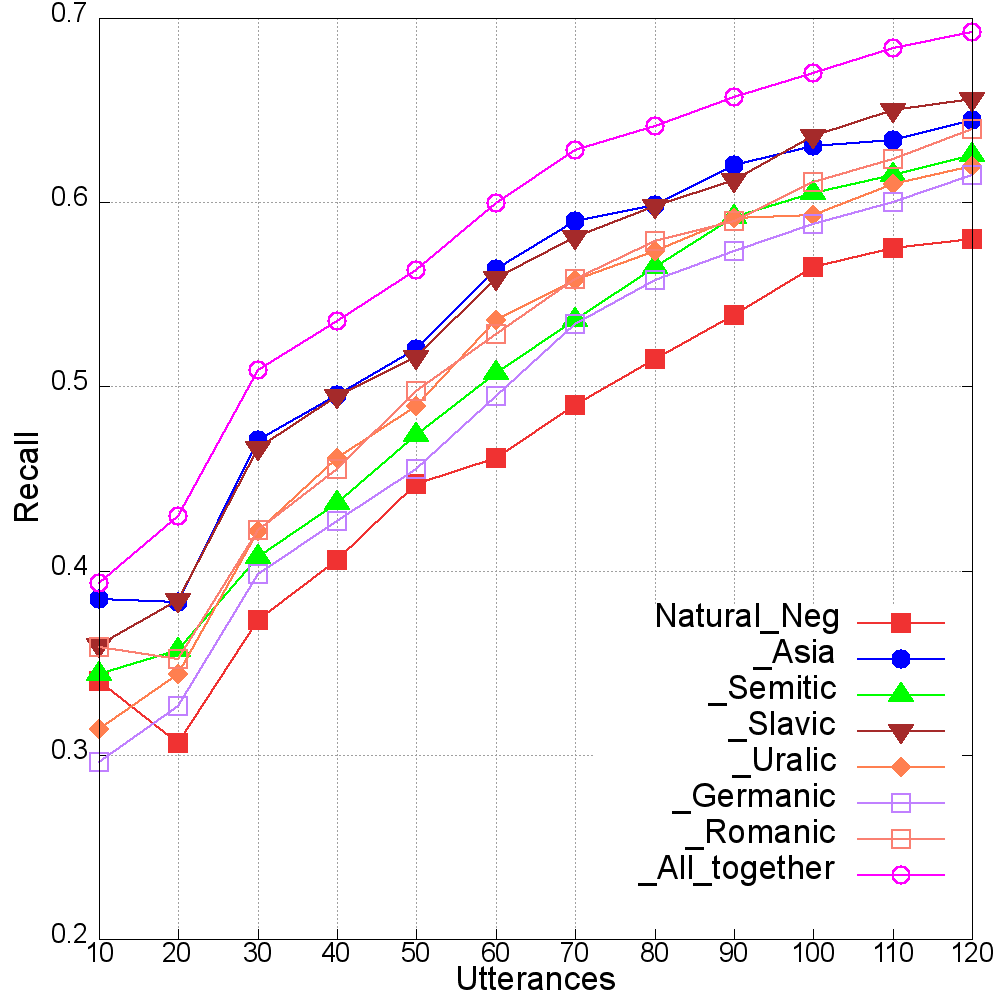 0.7
0.6
0.5
0.4
0.3
0.2
Recall
Natural_Neg
_Asia
_Semitic
_Slavic
_Uralic
_Germanic
_Romanic
_All_together
10 20 30 40 50 60 70 80 90 100 110 120
Utterances